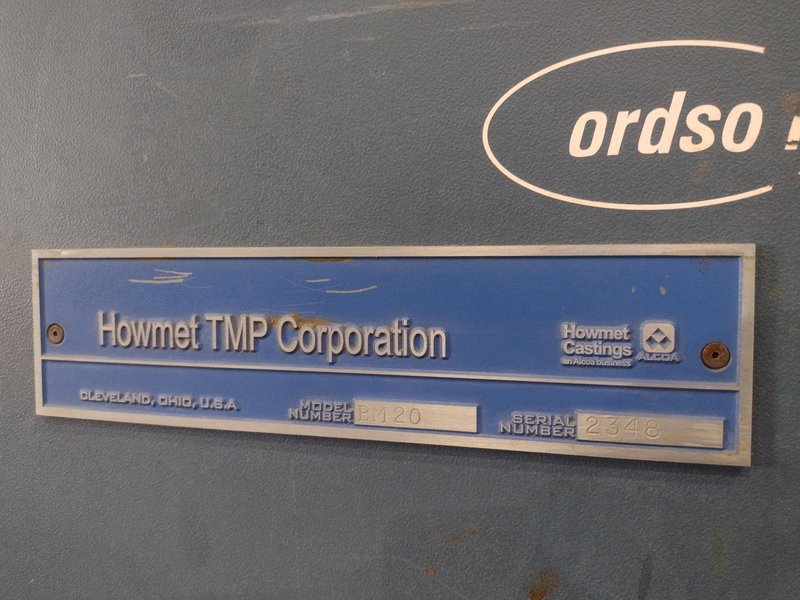 ordso
Howmet TMP Corporation
Howmet
Castings
an Alcoa business
ALCOA
CLEVELAND, OHIO, U.S.A
MODEL
NUMBER BM20
SERIAL
NUMBER 2348